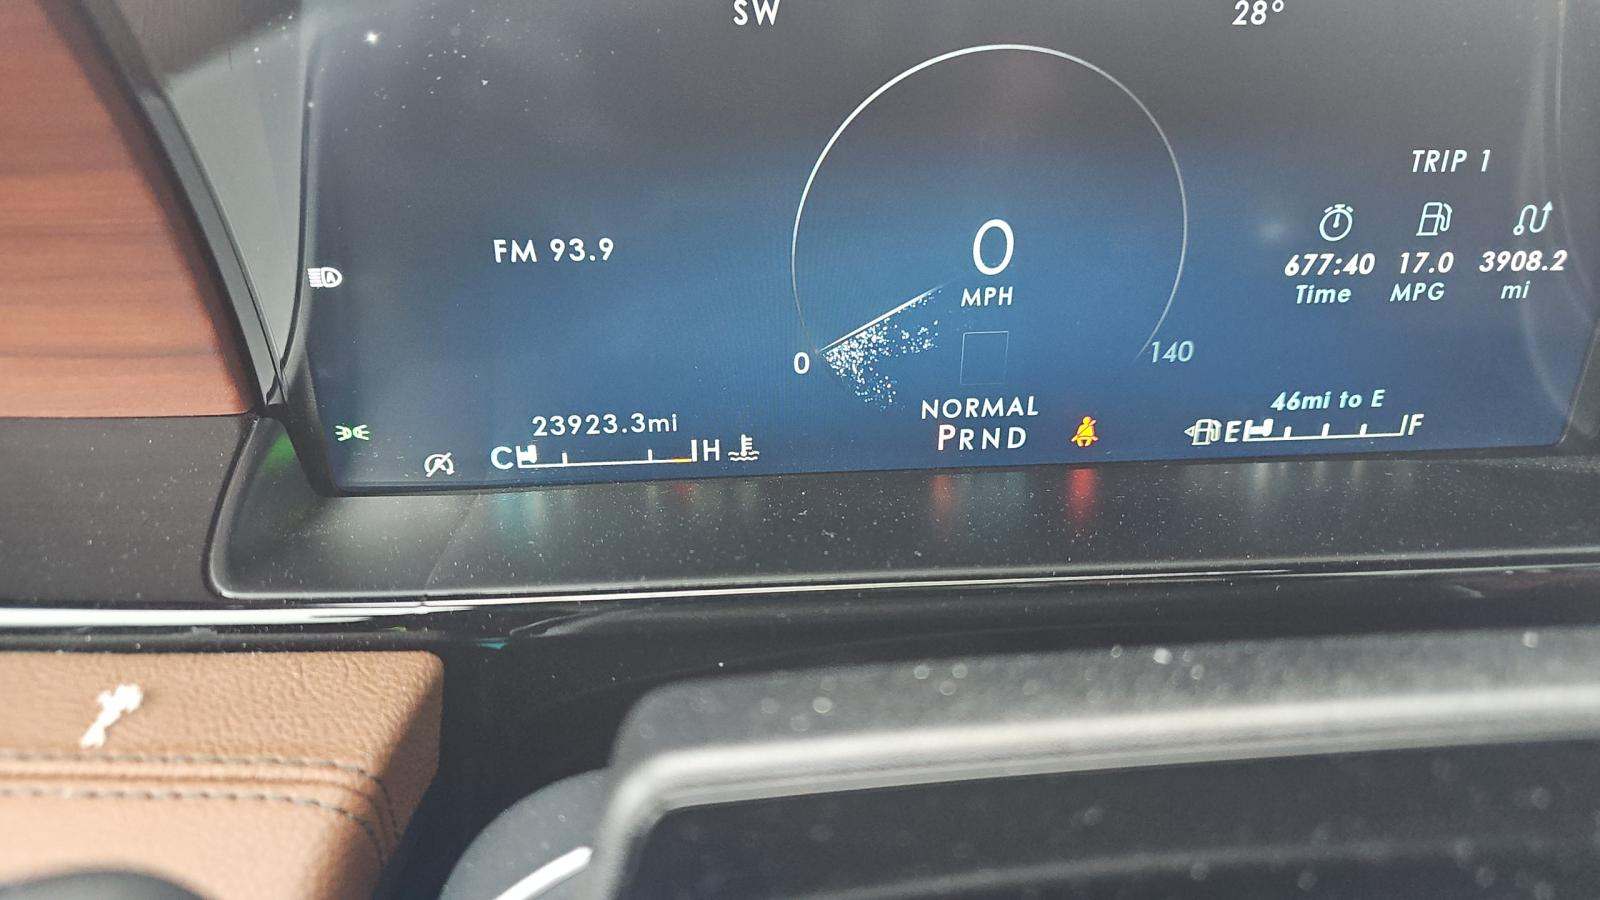 SW
28°
TRIP 1
FM 93.9
0
MPH
677:40 17.0 3908.2
Time MPG mi
0
140
46mi to E
NORMAL
23923.3mi
PRND
E F
C H